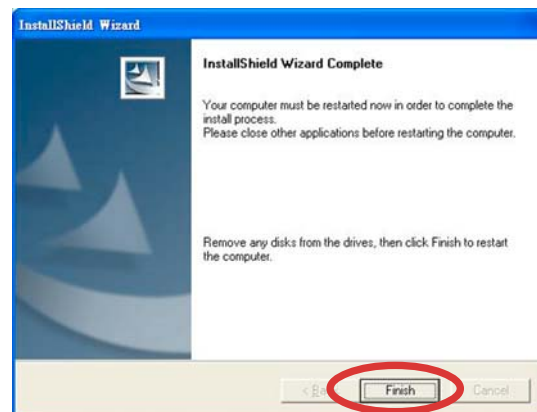 InstallShield Wizard
InstallShield Wizard Complete
Your computer must be restarted now in order to complete the
install process.
Please close other applications before restarting the computer.
Remove any disks from the drives, then click Finish to restart
the computer.
Finish
Cancel